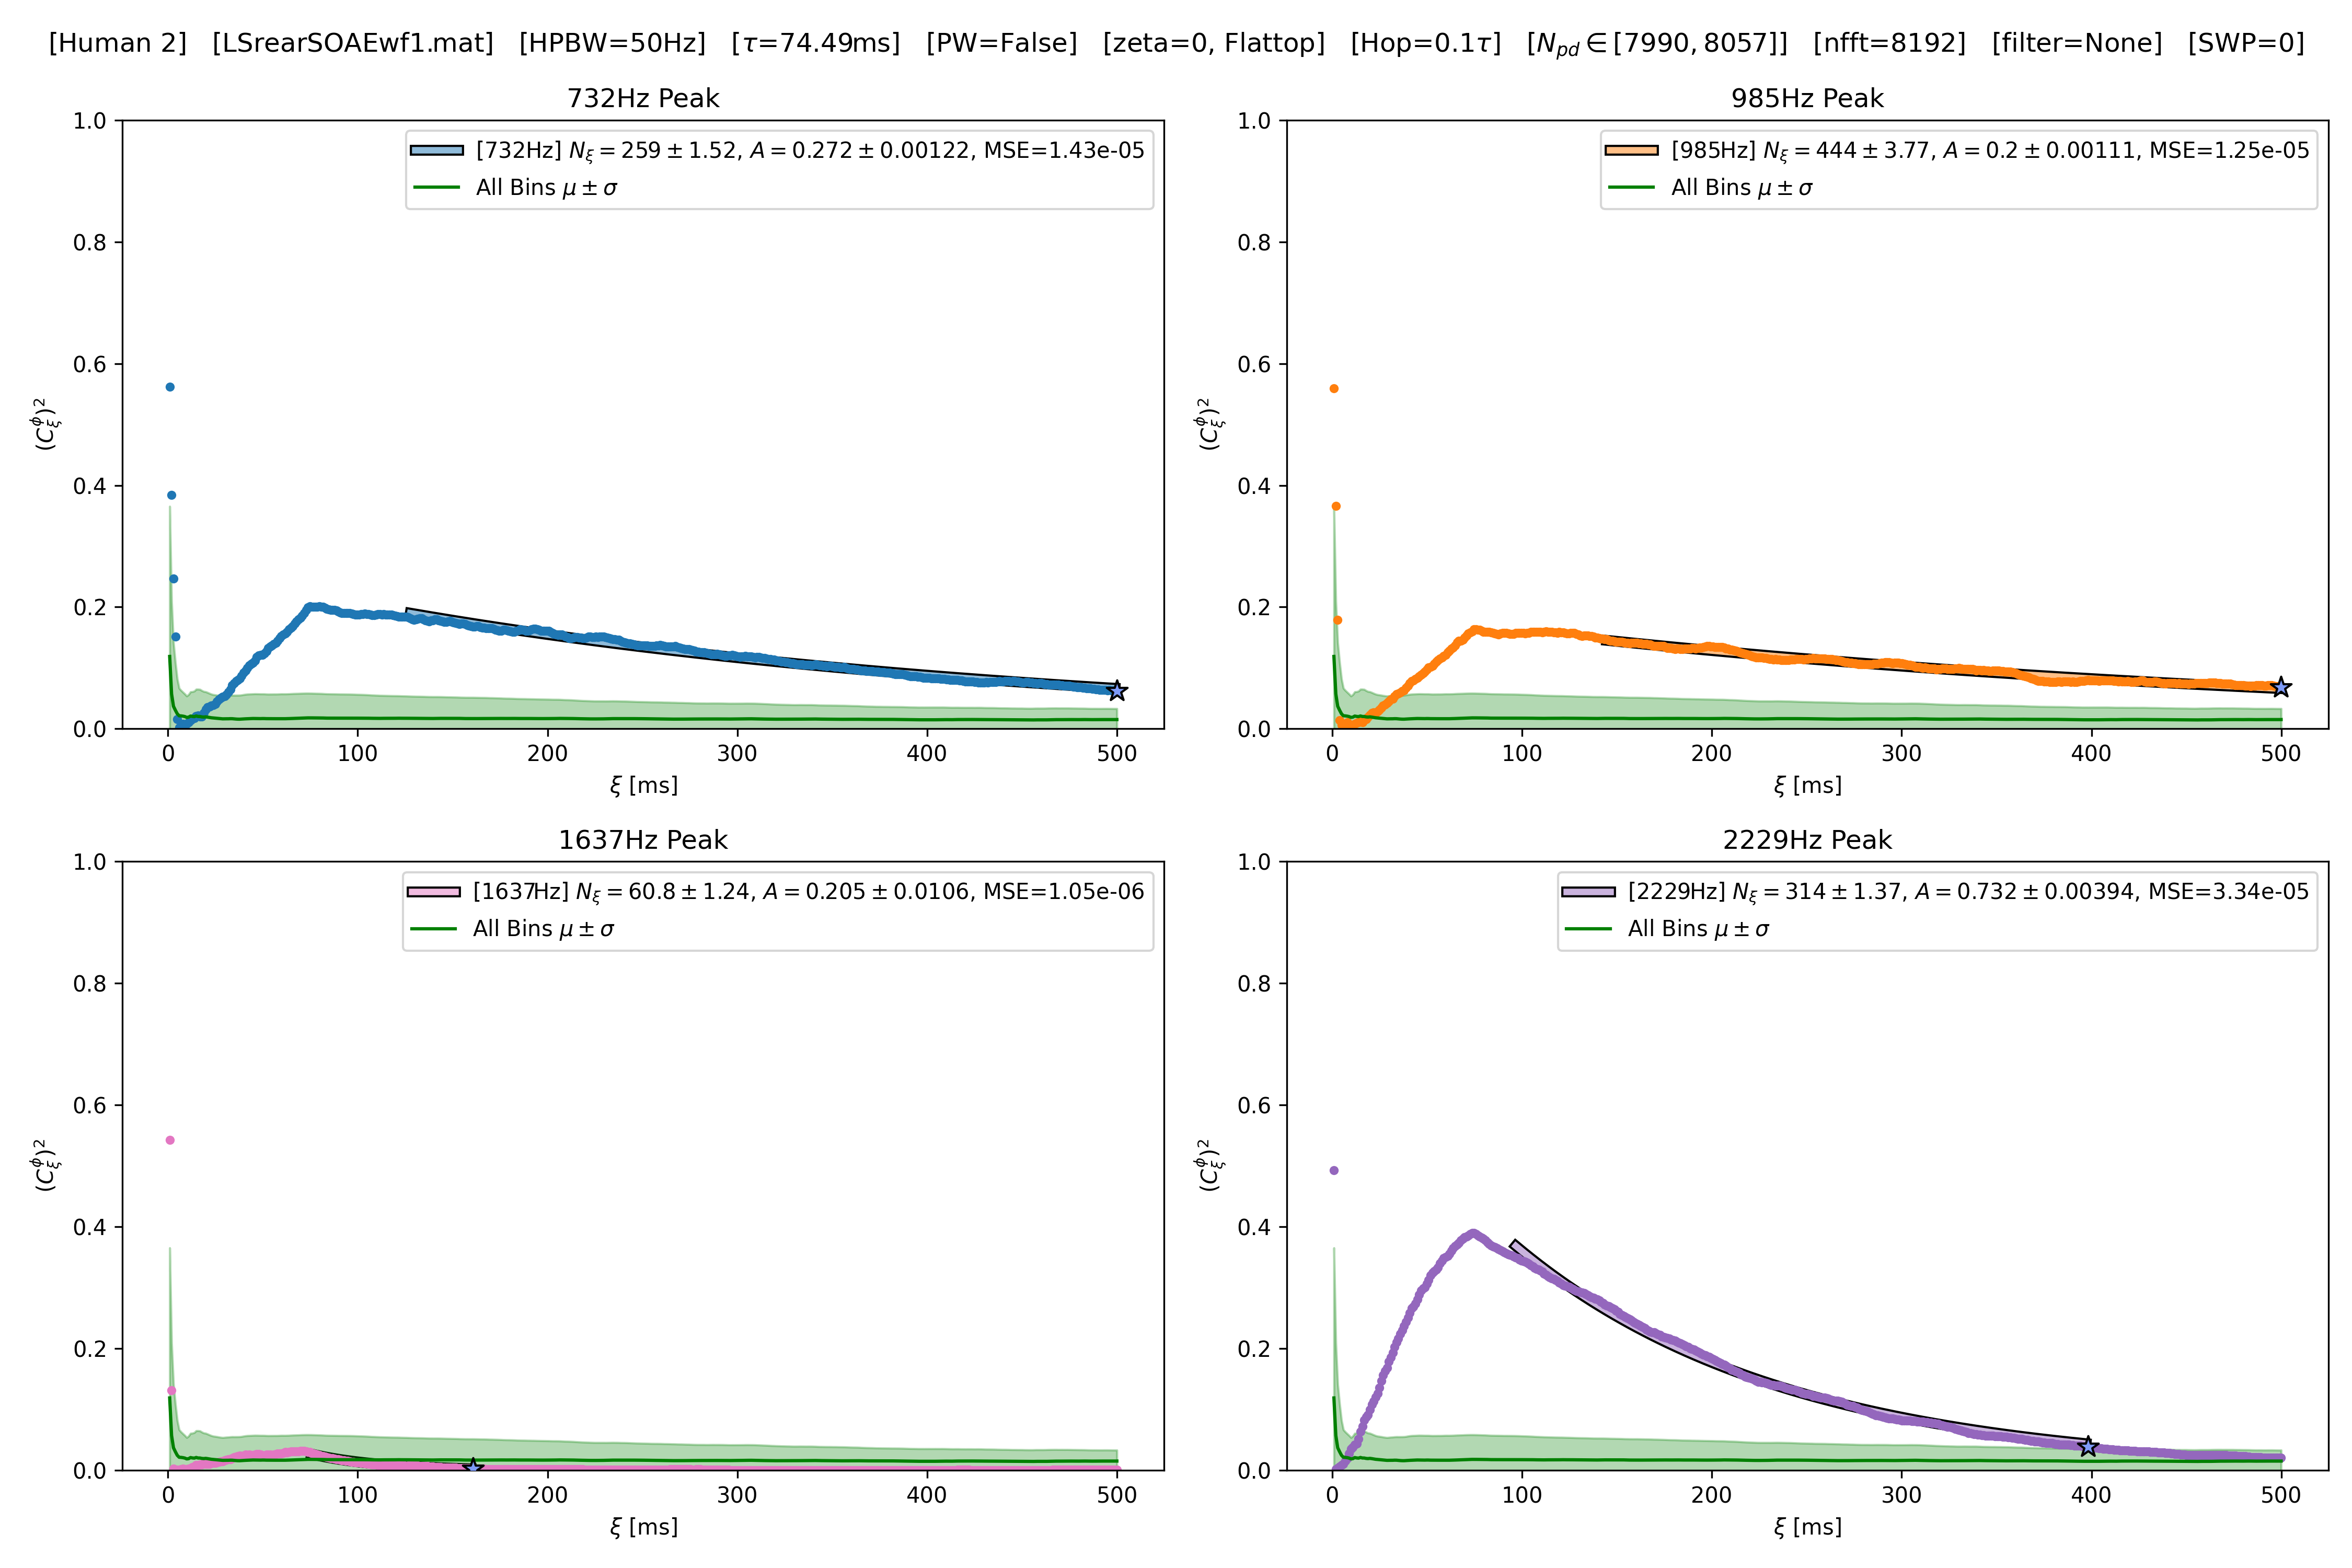 [Human 2] [LSrearSOAEwf1.mat] [HPBW=50Hz] [τ=74.49ms] [PW=False] [zeta=0, Flattop] [Hop=0.1τ] [N_pd ∈ [7990, 8057]] [nfft=8192] [filter=None] [SWP=0]
732Hz Peak
1.0
0.8
0.6
0.4
0.2
0.0
(C_ξ^ϕ)²
[732Hz] N_ξ = 259 ± 1.52, A = 0.272 ± 0.00122, MSE=1.43e-05
All Bins μ ± σ
0 100 200 300 400 500
ξ [ms]
985Hz Peak
1.0
0.8
0.6
0.4
0.2
0.0
(C_ξ^ϕ)²
[985Hz] N_ξ = 444 ± 3.77, A = 0.2 ± 0.00111, MSE=1.25e-05
All Bins μ ± σ
0 100 200 300 400 500
ξ [ms]
1637Hz Peak
1.0
0.8
0.6
0.4
0.2
0.0
(C_ξ^ϕ)²
[1637Hz] N_ξ = 60.8 ± 1.24, A = 0.205 ± 0.0106, MSE=1.05e-06
All Bins μ ± σ
0 100 200 300 400 500
ξ [ms]
2229Hz Peak
1.0
0.8
0.6
0.4
0.2
0.0
(C_ξ^ϕ)²
[2229Hz] N_ξ = 314 ± 1.37, A = 0.732 ± 0.00394, MSE=3.34e-05
All Bins μ ± σ
0 100 200 300 400 500
ξ [ms]